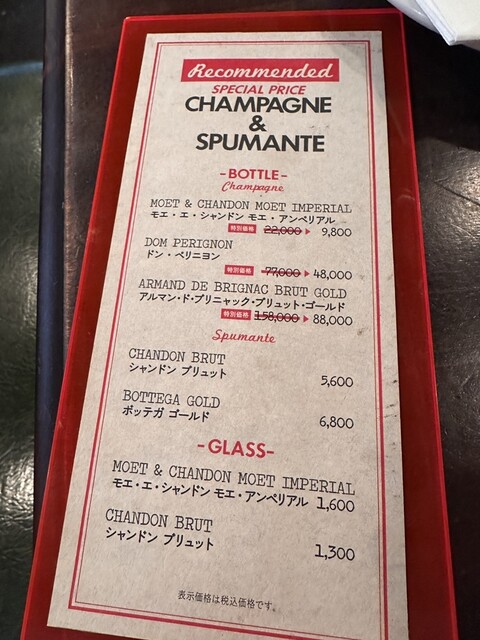 Recommended
SPECIAL PRICE
CHAMPAGNE
&
SPUMANTE
-BOTTLE-
Champagne
MOET & CHANDON MOET IMPERIAL
モエ・エ・シャンドン モエ・アンペリアル
特別価格 22,000 ▶ 9,800
DOM PERIGNON
ドン・ペリニヨン
特別価格 77,000 ▶ 48,000
ARMAND DE BRIGNAC BRUT GOLD
アルマン・ド・ブリニャック・ブリュット・ゴールド
特別価格 158,000 ▶ 88,000
Spumante
CHANDON BRUT
シャンドン ブリュット
5,600
BOTTEGA GOLD
ボッテガ ゴールド
6,800
-GLASS-
MOET & CHANDON MOET IMPERIAL
モエ・エ・シャンドン モエ・アンペリアル 1,600
CHANDON BRUT
シャンドン ブリュット
1,300
表示価格は税込価格です。